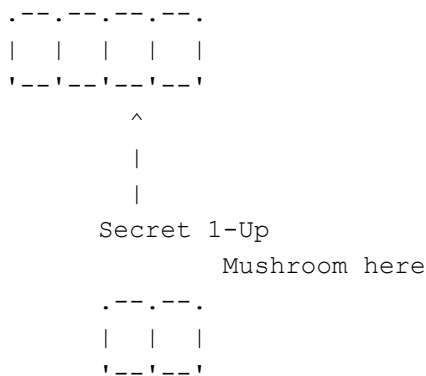 .--.--.--.--.
|  |  |  |  |
'--'--'--'--'
^
|
|
Secret 1-Up
Mushroom here
.--.--.
|  |  |
'--'--'